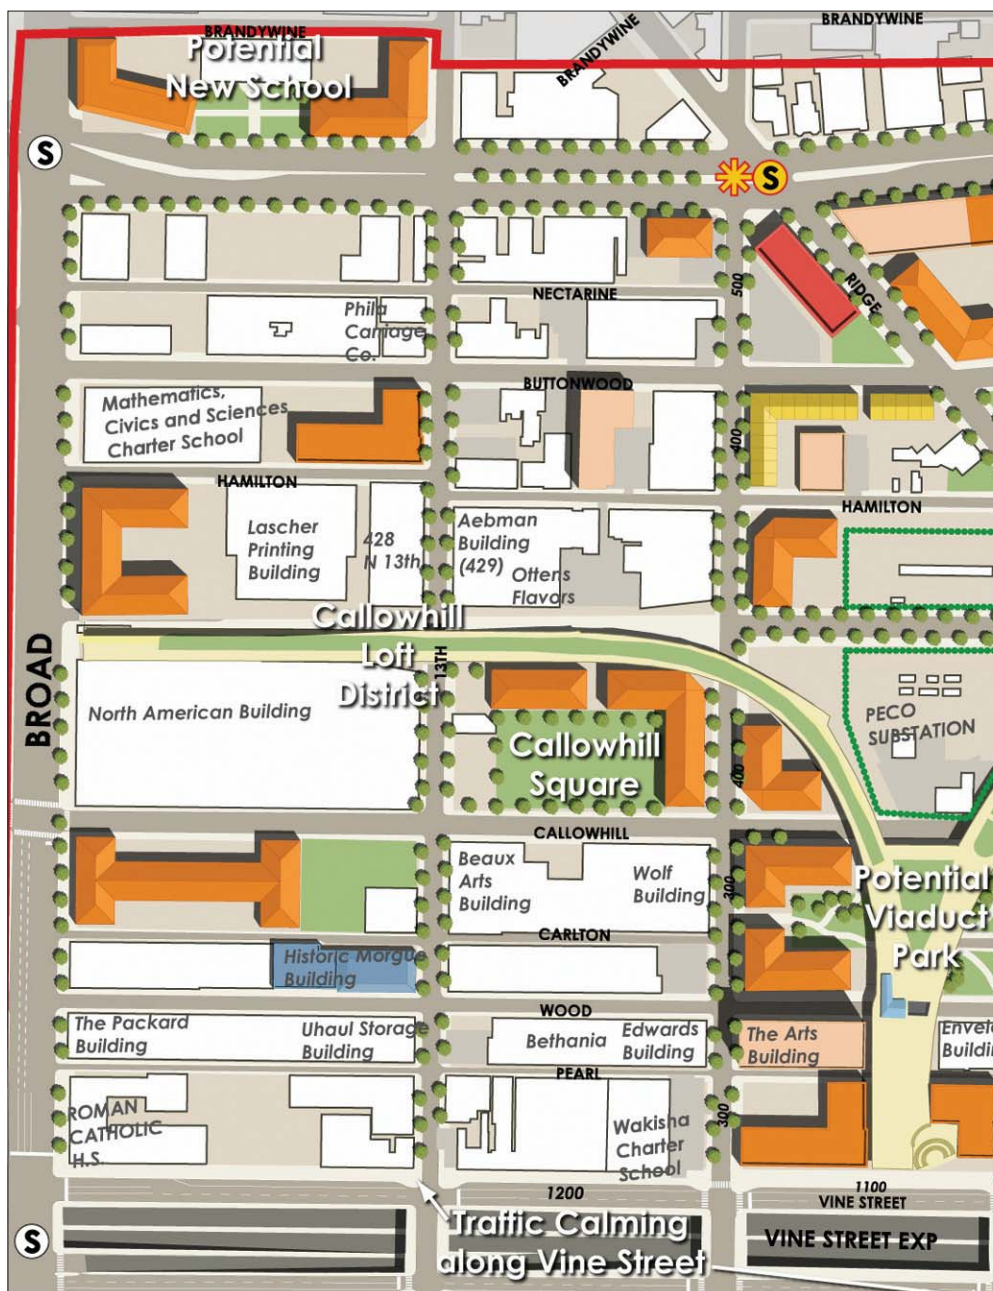 BRANDYWINE
BRANDYWINE
BRANDYWINE
Potential
New School
S
S
NECTARINE
500
RIDGE
Phila
Carriage
Co.
BUTTONWOOD
Mathematics,
Civics and Sciences
Charter School
400
HAMILTON
HAMILTON
Lascher
Printing
Building
428
N 13th
Aebman
Building
(429)
Ottens
Flavors
Callowhill
Loft
District
13TH
BROAD
North American Building
Callowhill
Square
PECO
SUBSTATION
400
CALLOWHILL
Beaux
Arts
Building
Wolf
Building
300
Potential
Viaduct
Park
CARLTON
Historic Morgue
Building
WOOD
The Packard
Building
Uhaul Storage
Building
Bethania
Edwards
Building
The Arts
Building
Envel
Buildin
PEARL
ROMAN
CATHOLIC
H.S.
Wakisha
Charter
School
300
1200
1100
VINE STREET
Traffic Calming
along Vine Street
VINE STREET EXP
S